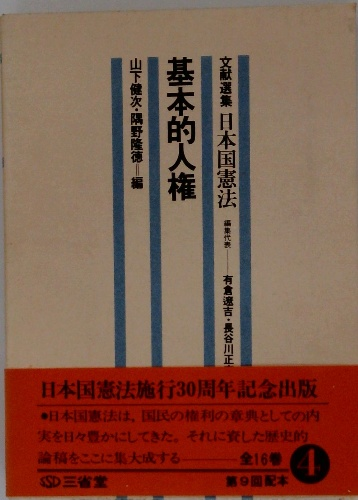 文献選集 日本国憲法
編集代表――有倉遼吉・長谷川正
基本的人権
山下健次・隅野隆徳＝編
日本国憲法施行30周年記念出版
●日本国憲法は、国民の権利の章典としての内
実を日々豊かにしてきた。それに資した歴史的
論稿をここに集大成する――全16巻
4
三省堂
第9回配本